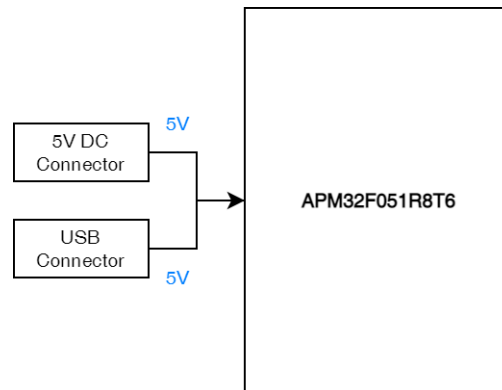 5V
5V DC
Connector
APM32F051R8T6
USB
Connector
5V